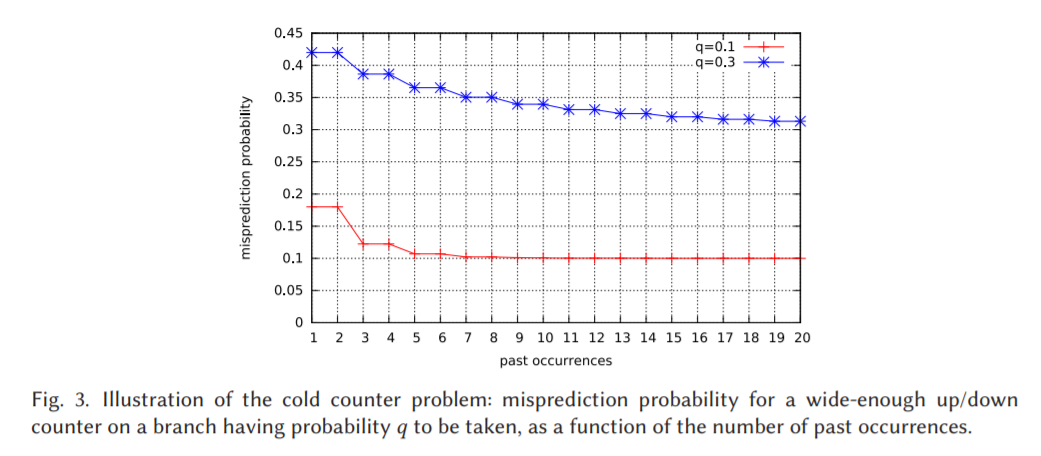 0.45
q=0.1
q=0.3
0.4
0.35
0.3
0.25
0.2
0.15
0.1
0.05
0
misprediction probability
1 2 3 4 5 6 7 8 9 10 11 12 13 14 15 16 17 18 19 20
past occurrences
Fig. 3. Illustration of the cold counter problem: misprediction probability for a wide-enough up/down
counter on a branch having probability q to be taken, as a function of the number of past occurrences.